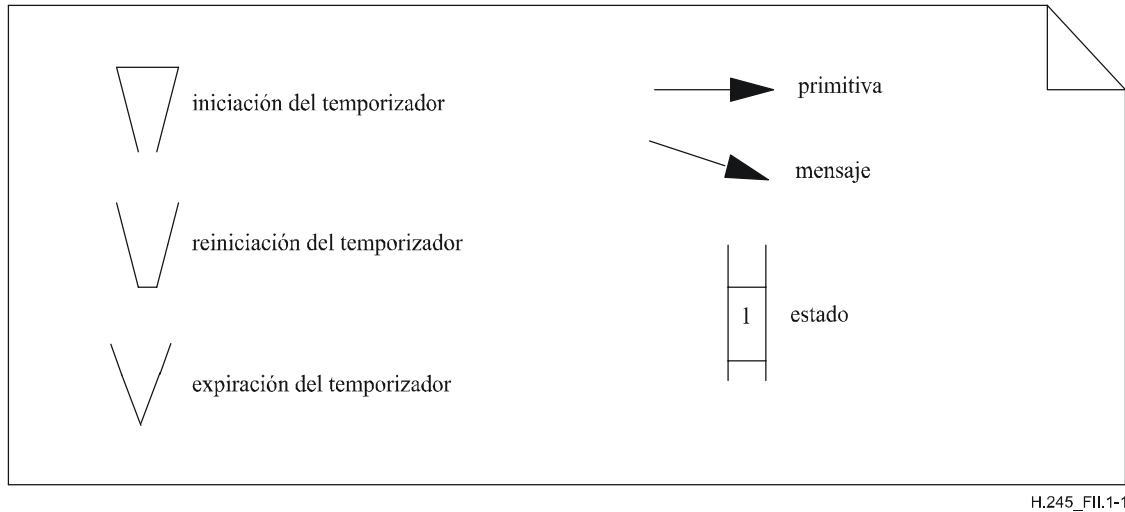 iniciación del temporizador
reiniciación del temporizador
expiración del temporizador
primitiva
mensaje
1
estado
H.245_FII.1-1